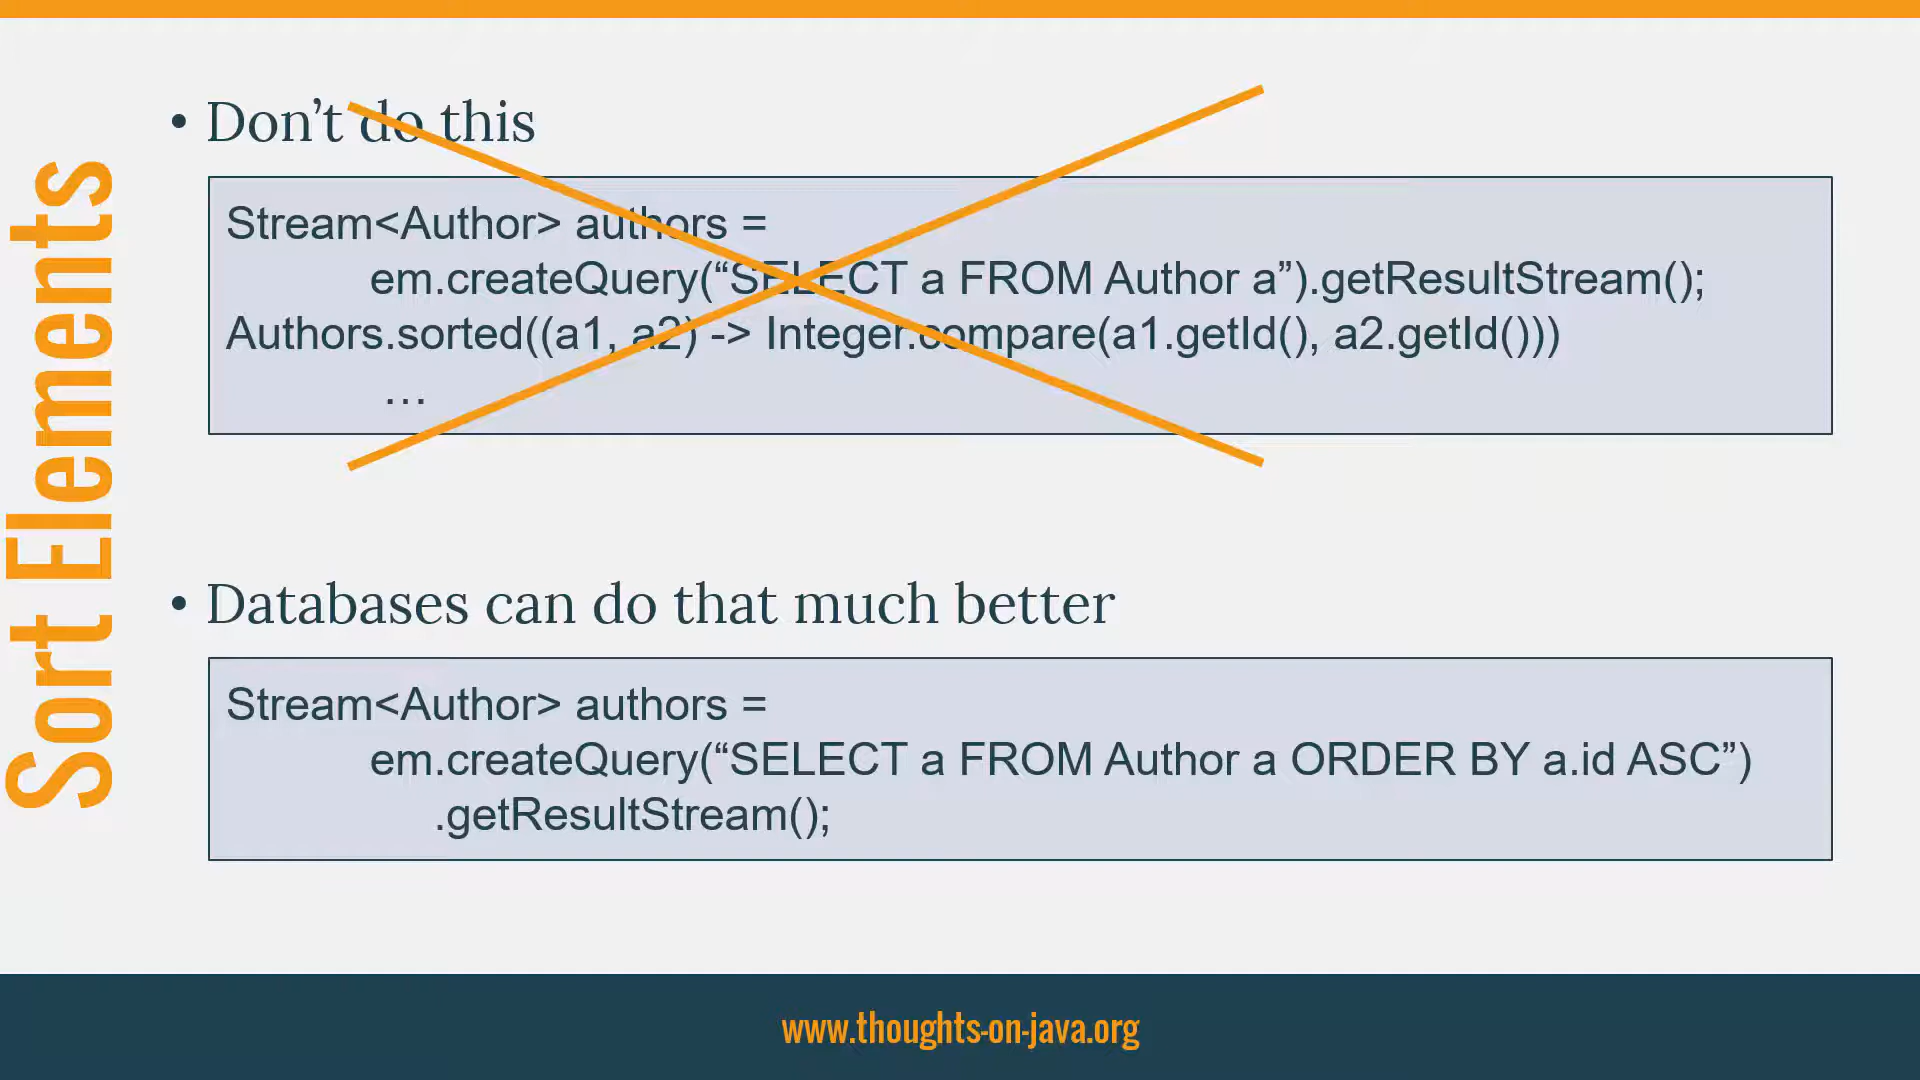 Sort Elements
• Don’t do this
Stream<Author> authors =
em.createQuery(“SELECT a FROM Author a”).getResultStream();
Authors.sorted((a1, a2) -> Integer.compare(a1.getId(), a2.getId()))
…
• Databases can do that much better
Stream<Author> authors =
em.createQuery(“SELECT a FROM Author a ORDER BY a.id ASC”)
.getResultStream();
www.thoughts-on-java.org